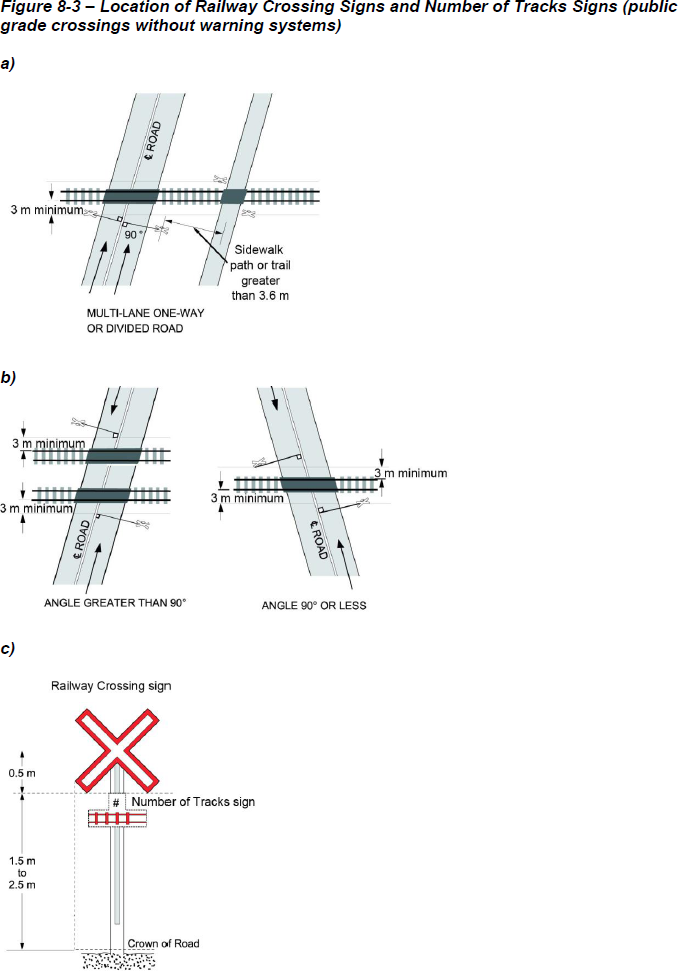 Figure 8-3 – Location of Railway Crossing Signs and Number of Tracks Signs (public
grade crossings without warning systems)
a)
℄ ROAD
3 m minimum
90 °
Sidewalk
path or trail
greater
than 3.6 m
MULTI-LANE ONE-WAY
OR DIVIDED ROAD
b)
3 m minimum
3 m minimum
℄ ROAD
ANGLE GREATER THAN 90°
3 m minimum
3 m minimum
℄ ROAD
ANGLE 90° OR LESS
c)
Railway Crossing sign
0.5 m
# Number of Tracks sign
1.5 m
to
2.5 m
Crown of Road